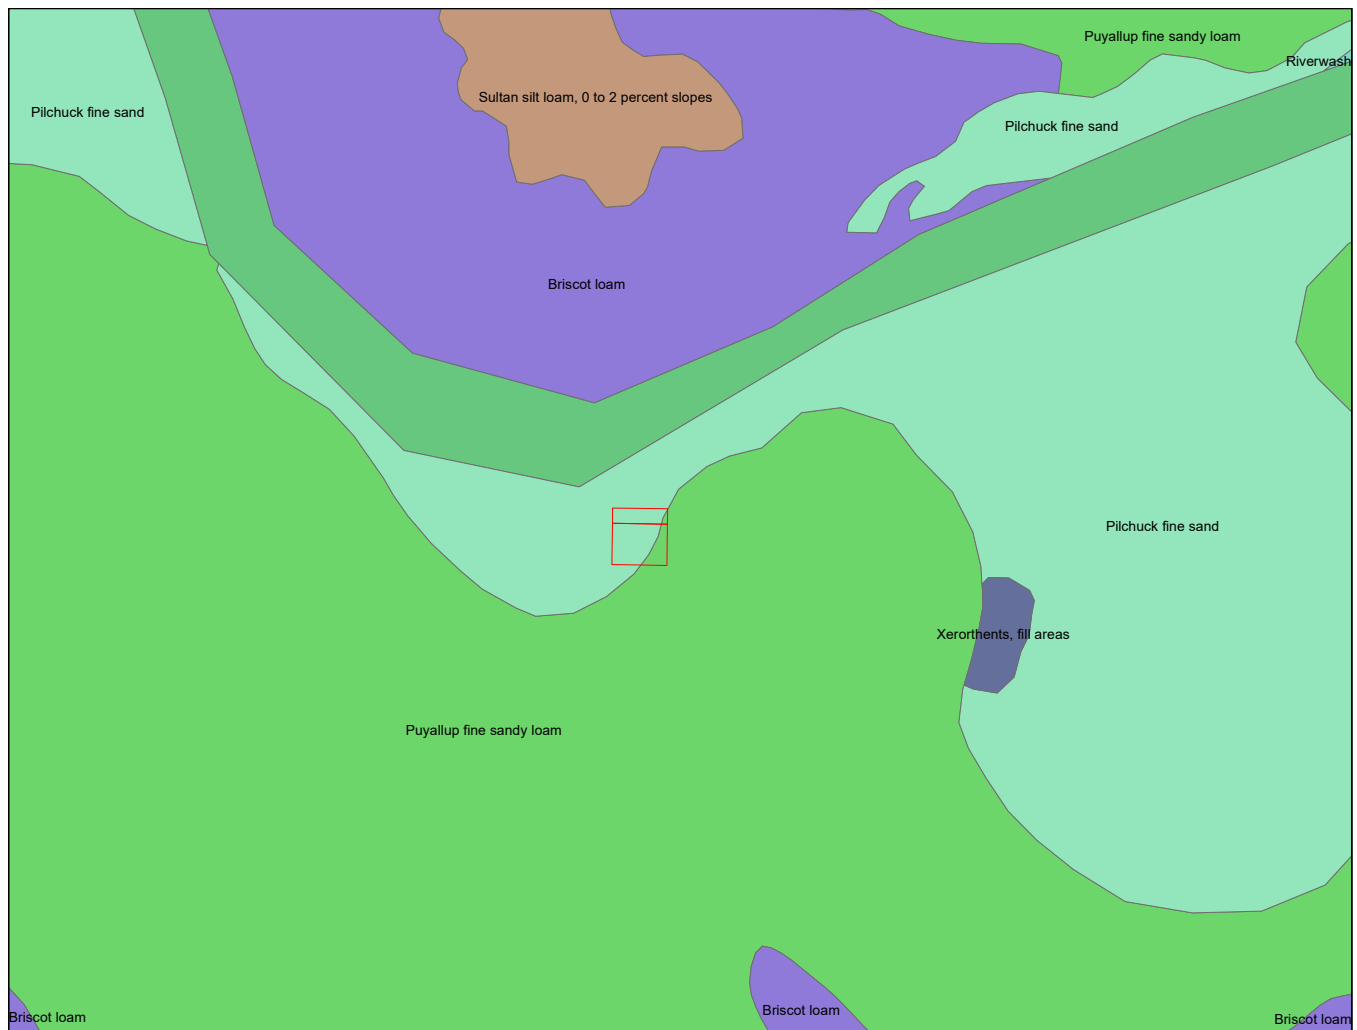 Puyallup fine sandy loam
Riverwash
Sultan silt loam, 0 to 2 percent slopes
Pilchuck fine sand
Pilchuck fine sand
Briscot loam
Pilchuck fine sand
Xerorthents, fill areas
Puyallup fine sandy loam
Briscot loam
Briscot loam
Briscot loam